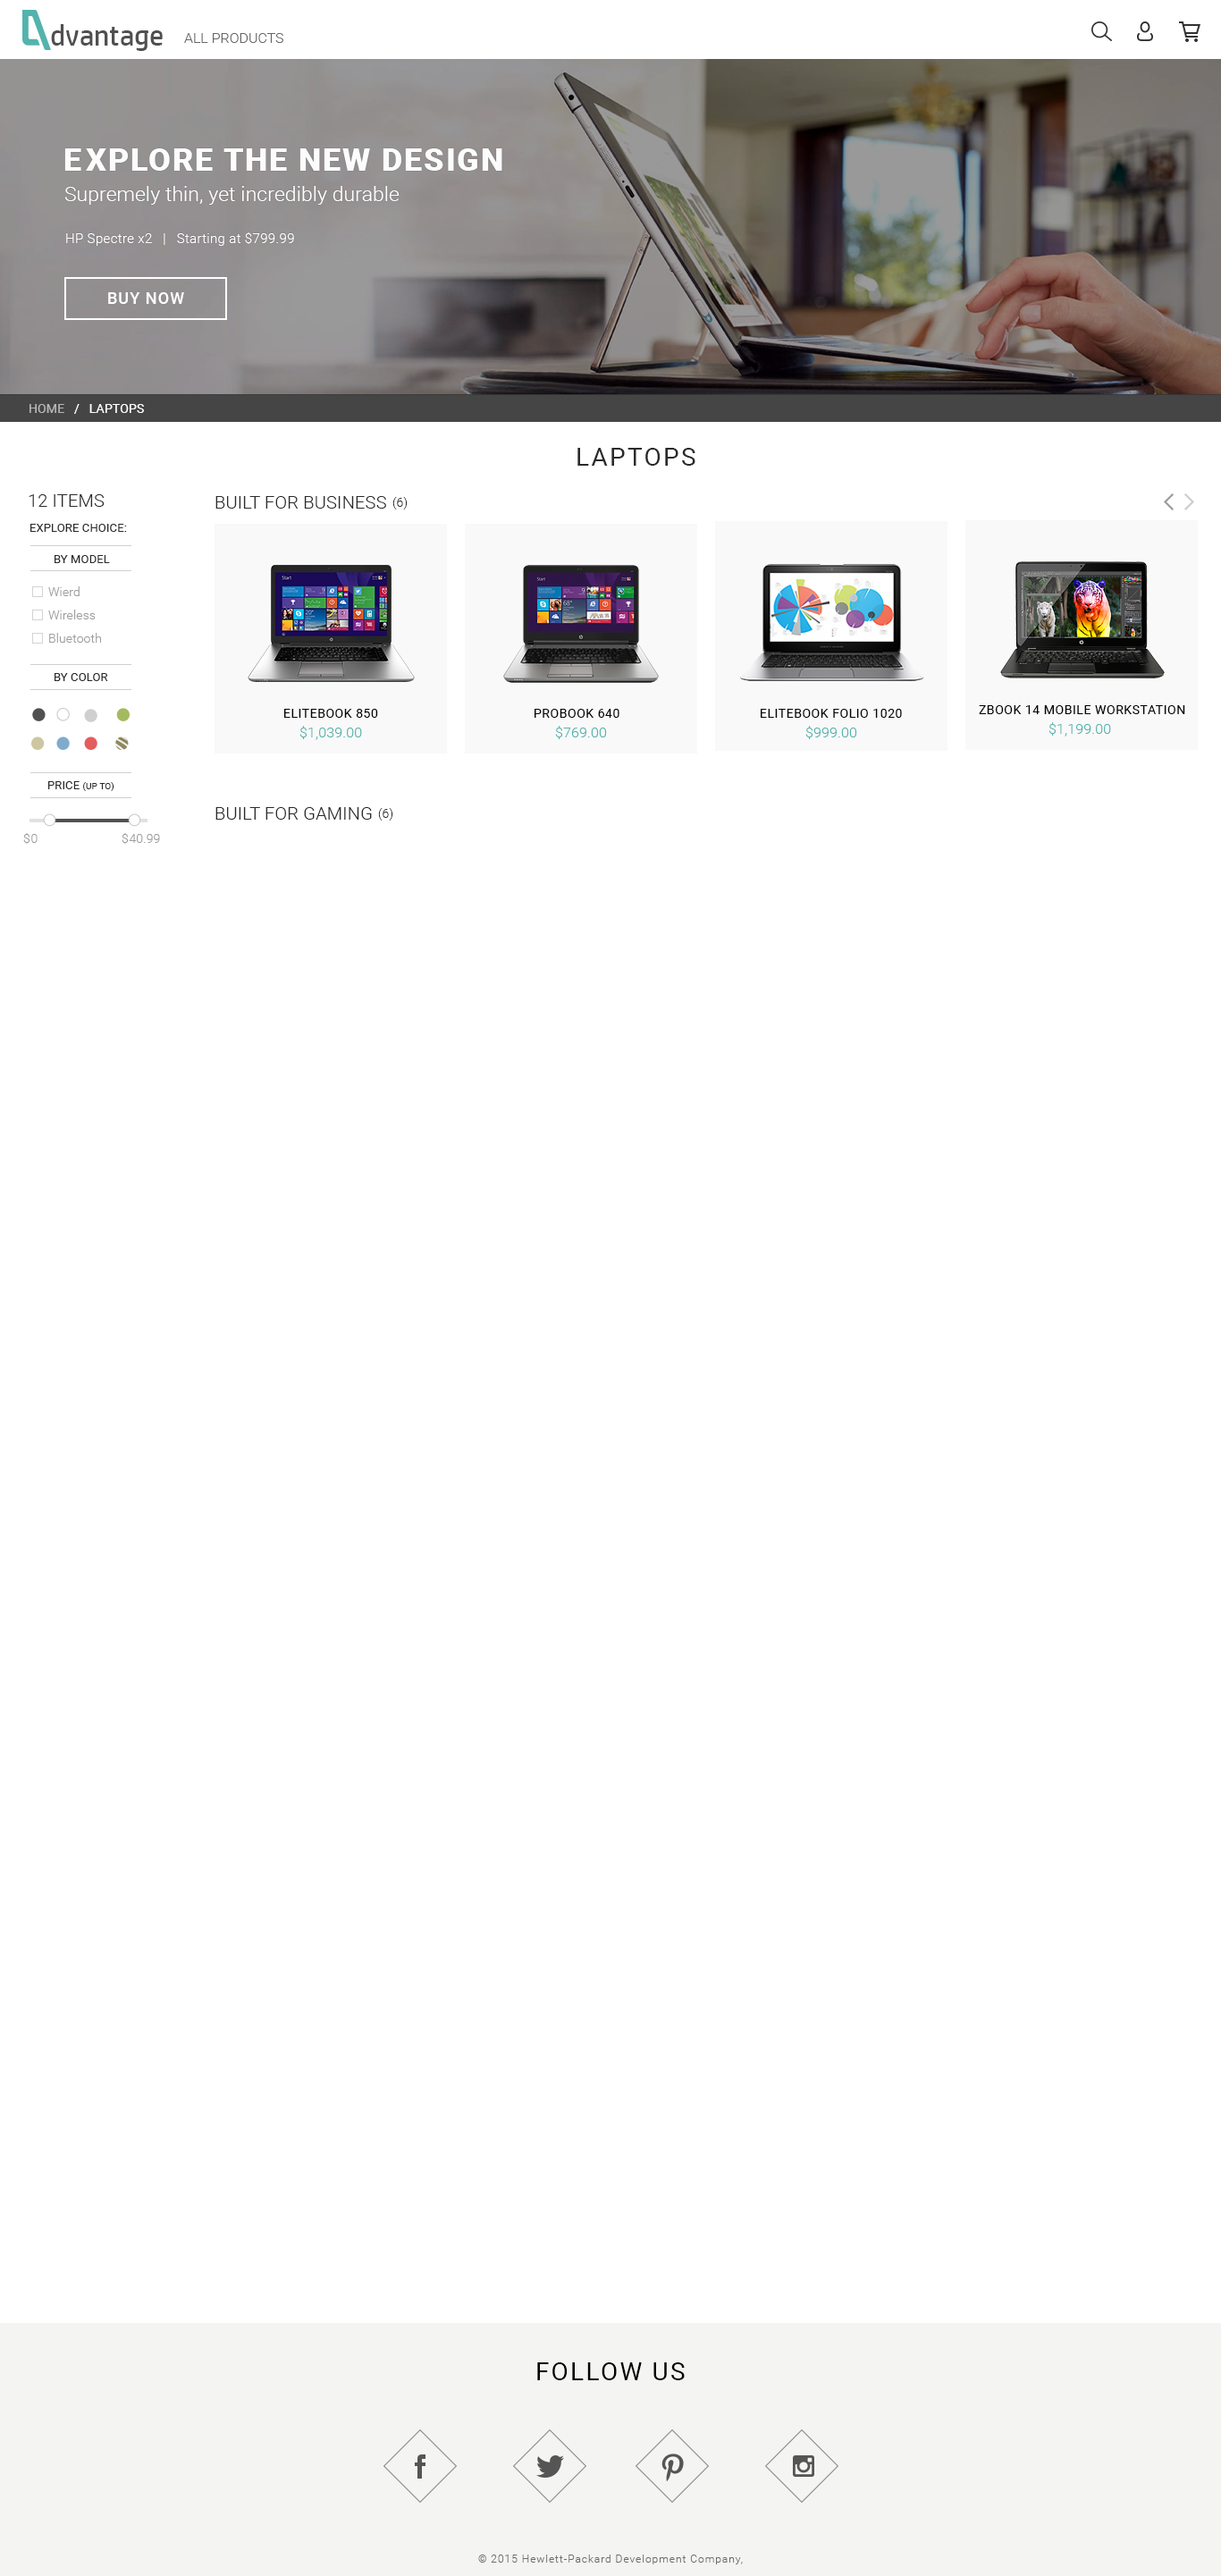 dvantage
ALL PRODUCTS
EXPLORE THE NEW DESIGN
Supremely thin, yet incredibly durable
HP Spectre x2 | Starting at $799.99
BUY NOW
HOME / LAPTOPS
LAPTOPS
12 ITEMS
EXPLORE CHOICE:
BY MODEL
Wierd
Wireless
Bluetooth
BY COLOR
PRICE (UP TO)
$0 $40.99
BUILT FOR BUSINESS (6)
Start
ELITEBOOK 850
$1,039.00
Start
PROBOOK 640
$769.00
ELITEBOOK FOLIO 1020
$999.00
ZBOOK 14 MOBILE WORKSTATION
$1,199.00
BUILT FOR GAMING (6)
FOLLOW US
© 2015 Hewlett-Packard Development Company,